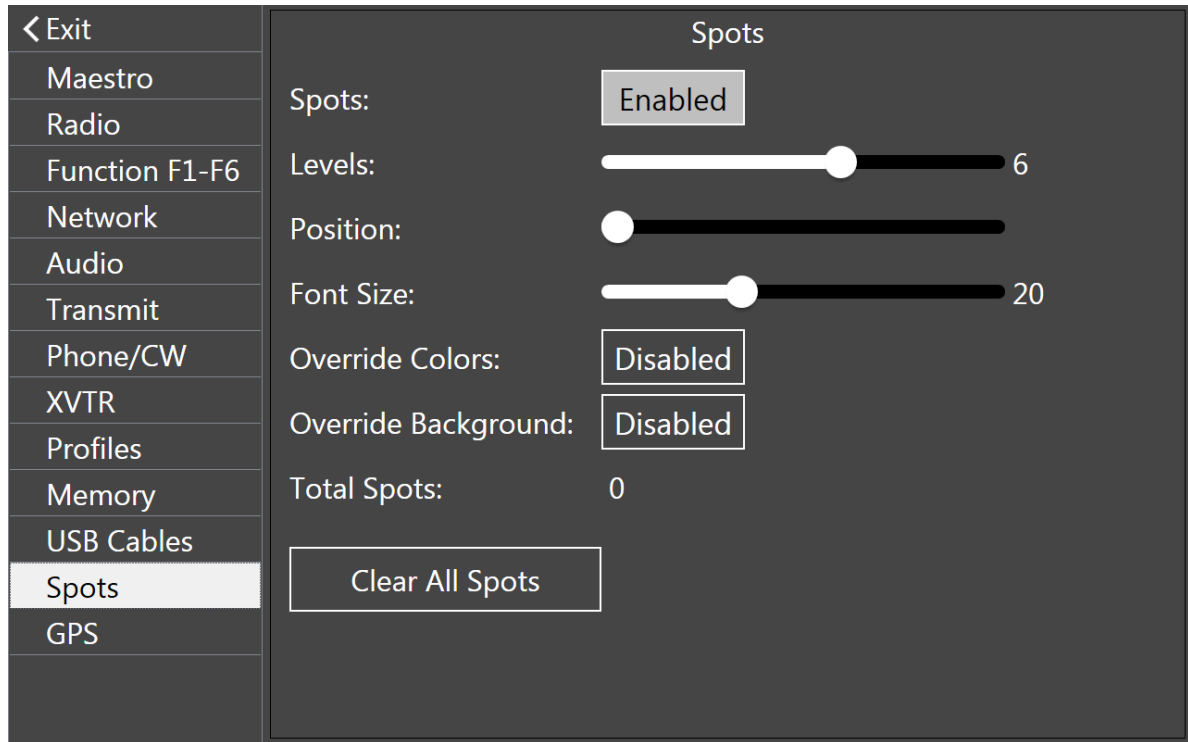 Exit
Maestro
Radio
Function F1-F6
Network
Audio
Transmit
Phone/CW
XVTR
Profiles
Memory
USB Cables
Spots
GPS
Spots
Spots: Enabled
Levels: 6
Position:
Font Size: 20
Override Colors: Disabled
Override Background: Disabled
Total Spots: 0
Clear All Spots